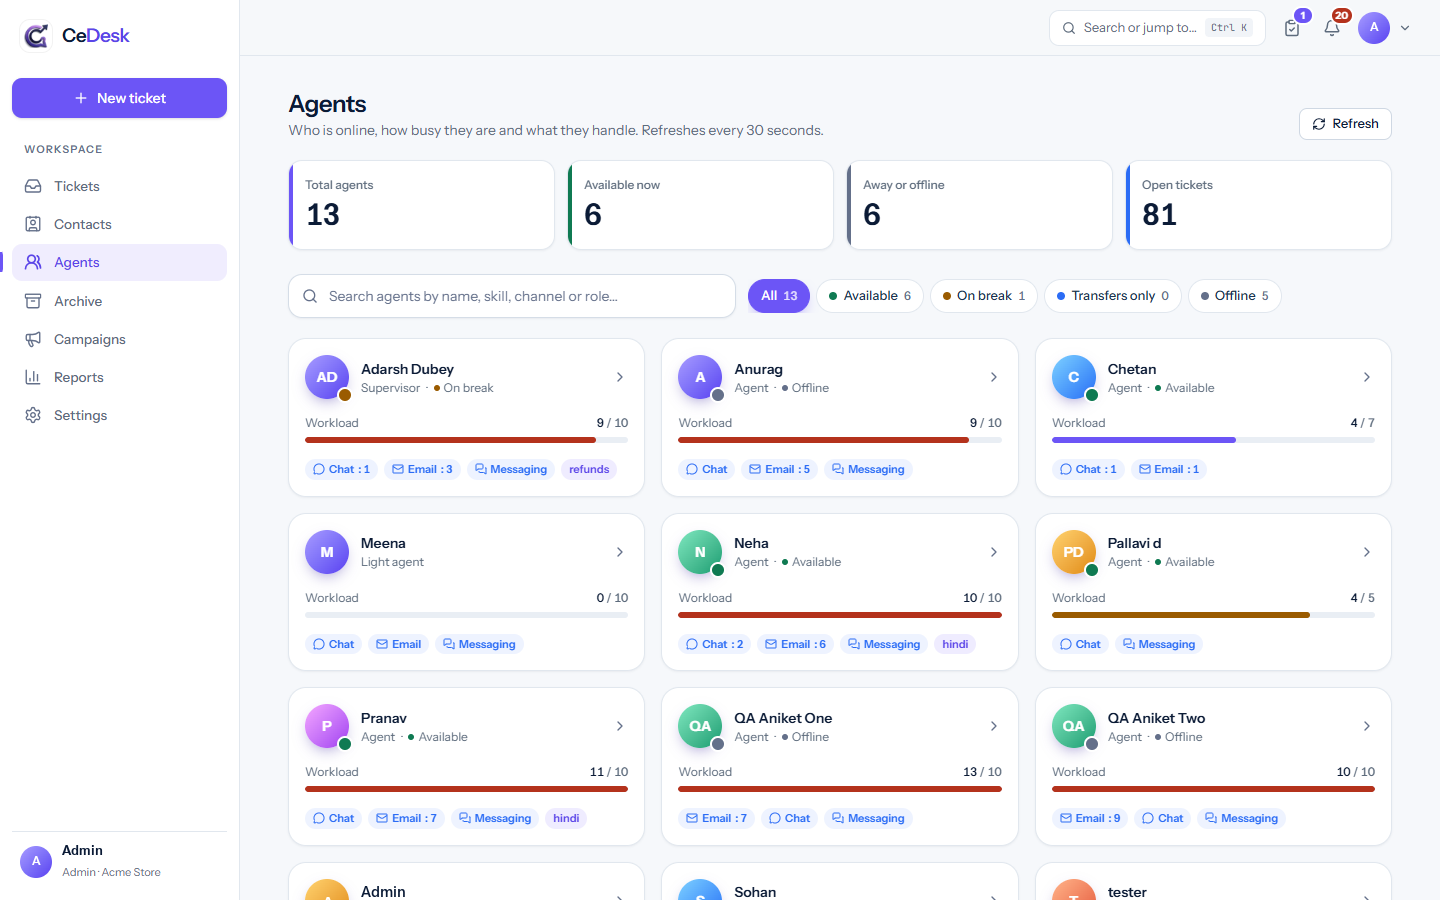 CeDesk
Search or jump to... Ctrl K
1
20
A
New ticket
WORKSPACE
Tickets
Contacts
Agents
Archive
Campaigns
Reports
Settings
A
Admin
Admin · Acme Store
Agents
Who is online, how busy they are and what they handle. Refreshes every 30 seconds.
Refresh
Total agents
13
Available now
6
Away or offline
6
Open tickets
81
Search agents by name, skill, channel or role...
All 13
Available 6
On break 1
Transfers only 0
Offline 5
AD
Adarsh Dubey
Supervisor · On break
Workload 9 / 10
Chat : 1 Email : 3 Messaging refunds
A
Anurag
Agent · Offline
Workload 9 / 10
Chat Email : 5 Messaging
C
Chetan
Agent · Available
Workload 4 / 7
Chat : 1 Email : 1
M
Meena
Light agent
Workload 0 / 10
Chat Email Messaging
N
Neha
Agent · Available
Workload 10 / 10
Chat : 2 Email : 6 Messaging hindi
PD
Pallavi d
Agent · Available
Workload 4 / 5
Chat Messaging
P
Pranav
Agent · Available
Workload 11 / 10
Chat Email : 7 Messaging hindi
QA
QA Aniket One
Agent · Offline
Workload 13 / 10
Email : 7 Chat Messaging
QA
QA Aniket Two
Agent · Offline
Workload 10 / 10
Email : 9 Chat Messaging
Admin
Sohan
tester